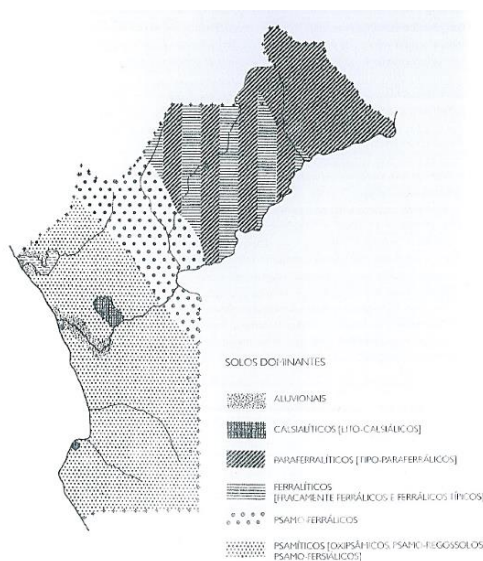 SOLOS DOMINANTES
ALUVIONAIS
CALSIALÍTICOS [LITO-CALSIÁLICOS]
PARAFERRALÍTICOS [TIPO-PARAFERRÁLICOS]
FERRALÍTICOS
[FRACAMENTE FERRÁLICOS E FERRÁLICOS TÍPICOS]
PSAMO-FERRÁLICOS
PSAMÍTICOS [OXIPSÂMICOS, PSAMO-REGOSSOLOS
PSAMO-FERSIÁLICOS]